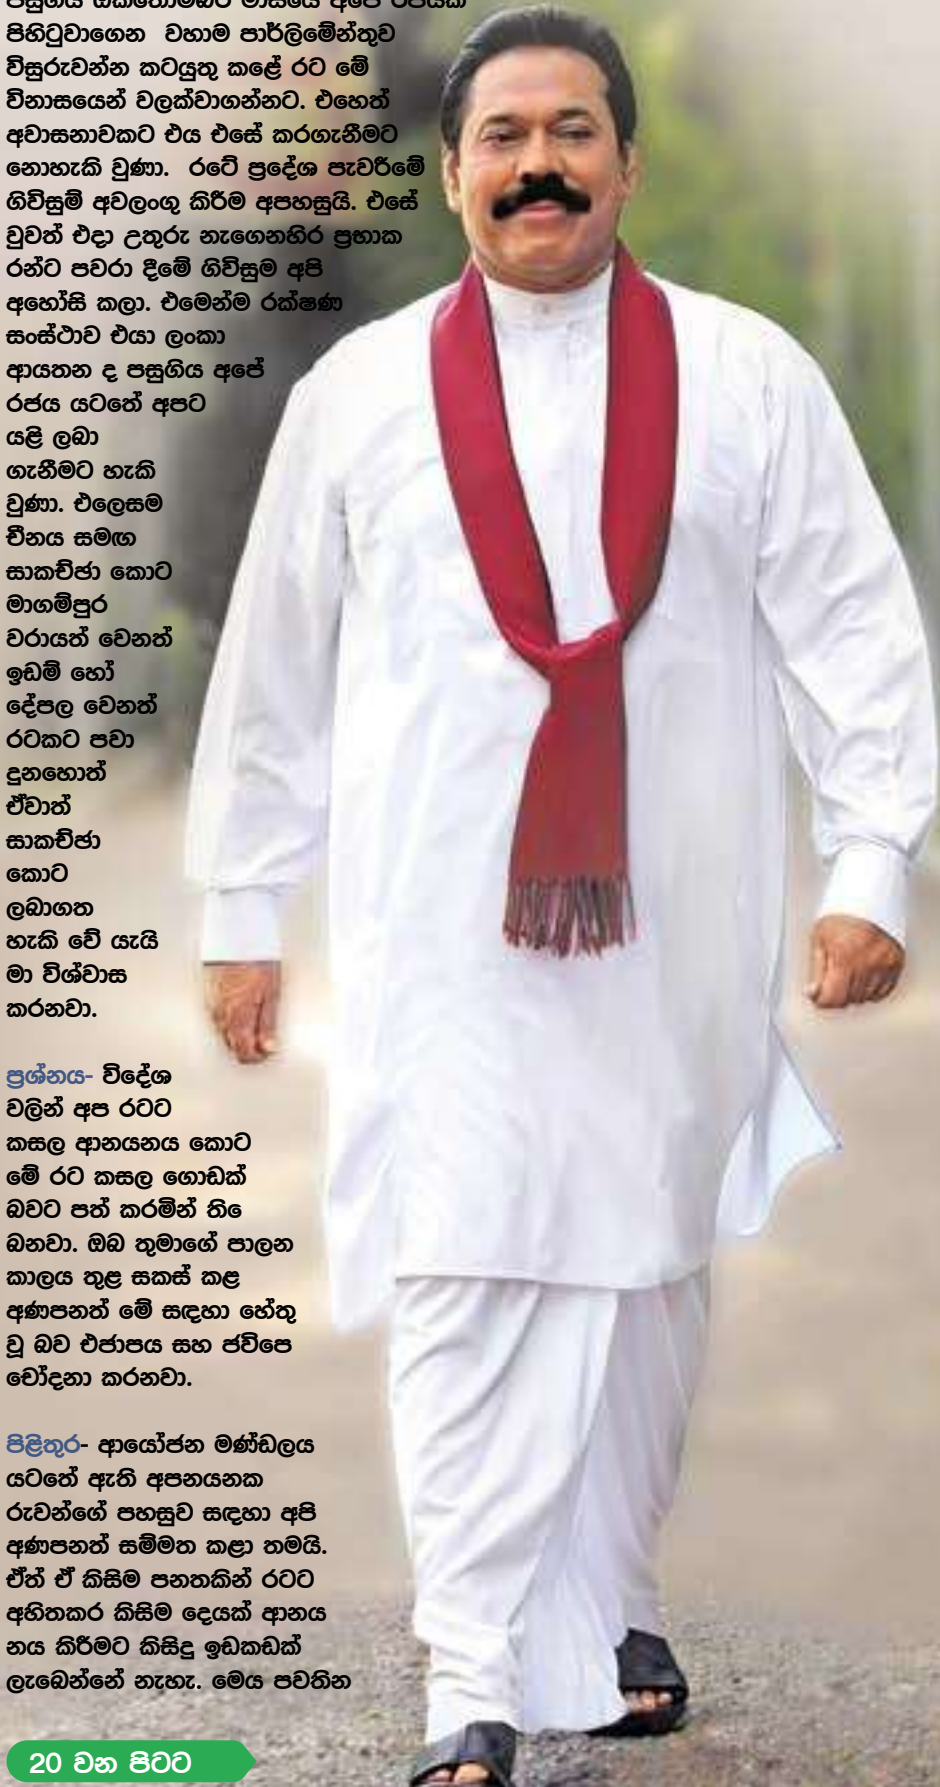 පිහිටුවාගෙන වහාම පාර්ලිමේන්තුව
විසුරුවන්න කටයුතු කළේ රට මේ
විනාසයෙන් වලක්වාගන්නට. එහෙත්
අවාසනාවකට එය එසේ කරගැනීමට
නොහැකි වුණා. රටේ ප්‍රදේශ පැවරීමේ
ගිවිසුම් අවලංගු කිරීම අපහසුයි. එසේ
වුවත් එදා උතුරු නැගෙනහිර ප්‍රභාක
රන්ට පවරා දීමේ ගිවිසුම අපි
අහෝසි කලා. එමෙන්ම රක්ෂණ
සංස්ථාව එයා ලංකා
ආයතන ද පසුගිය අපේ
රජය යටතේ අපට
යළි ලබා
ගැනීමට හැකි
වුණා. එලෙසම
චීනය සමඟ
සාකච්ඡා කොට
මාගම්පුර
වරායත් වෙනත්
ඉඩම් හෝ
දේපල වෙනත්
රටකට පවා
දුනහොත්
ඒවාත්
සාකච්ඡා
කොට
ලබාගත
හැකි වේ යැයි
මා විශ්වාස
කරනවා.
ප්‍රශ්නය- විදේශ
වලින් අප රටට
කසල ආනයනය කොට
මේ රට කසල ගොඩක්
බවට පත් කරමින් තිෙ
බනවා. ඔබ තුමාගේ පාලන
කාලය තුළ සකස් කළ
අණපනත් මේ සඳහා හේතු
වූ බව එජාපය සහ ජවිපෙ
චෝදනා කරනවා.
පිළිතුර- ආයෝජන මණ්ඩලය
යටතේ ඇති අපනයනක
රුවන්ගේ පහසුව සඳහා අපි
අණපනත් සම්මත කළා තමයි.
ඒත් ඒ කිසිම පනතකින් රටට
අහිතකර කිසිම දෙයක් ආනය
නය කිරීමට කිසිදු ඉඩකඩක්
ලැබෙන්නේ නැහැ. මෙය පවතින
20 වන පිටට